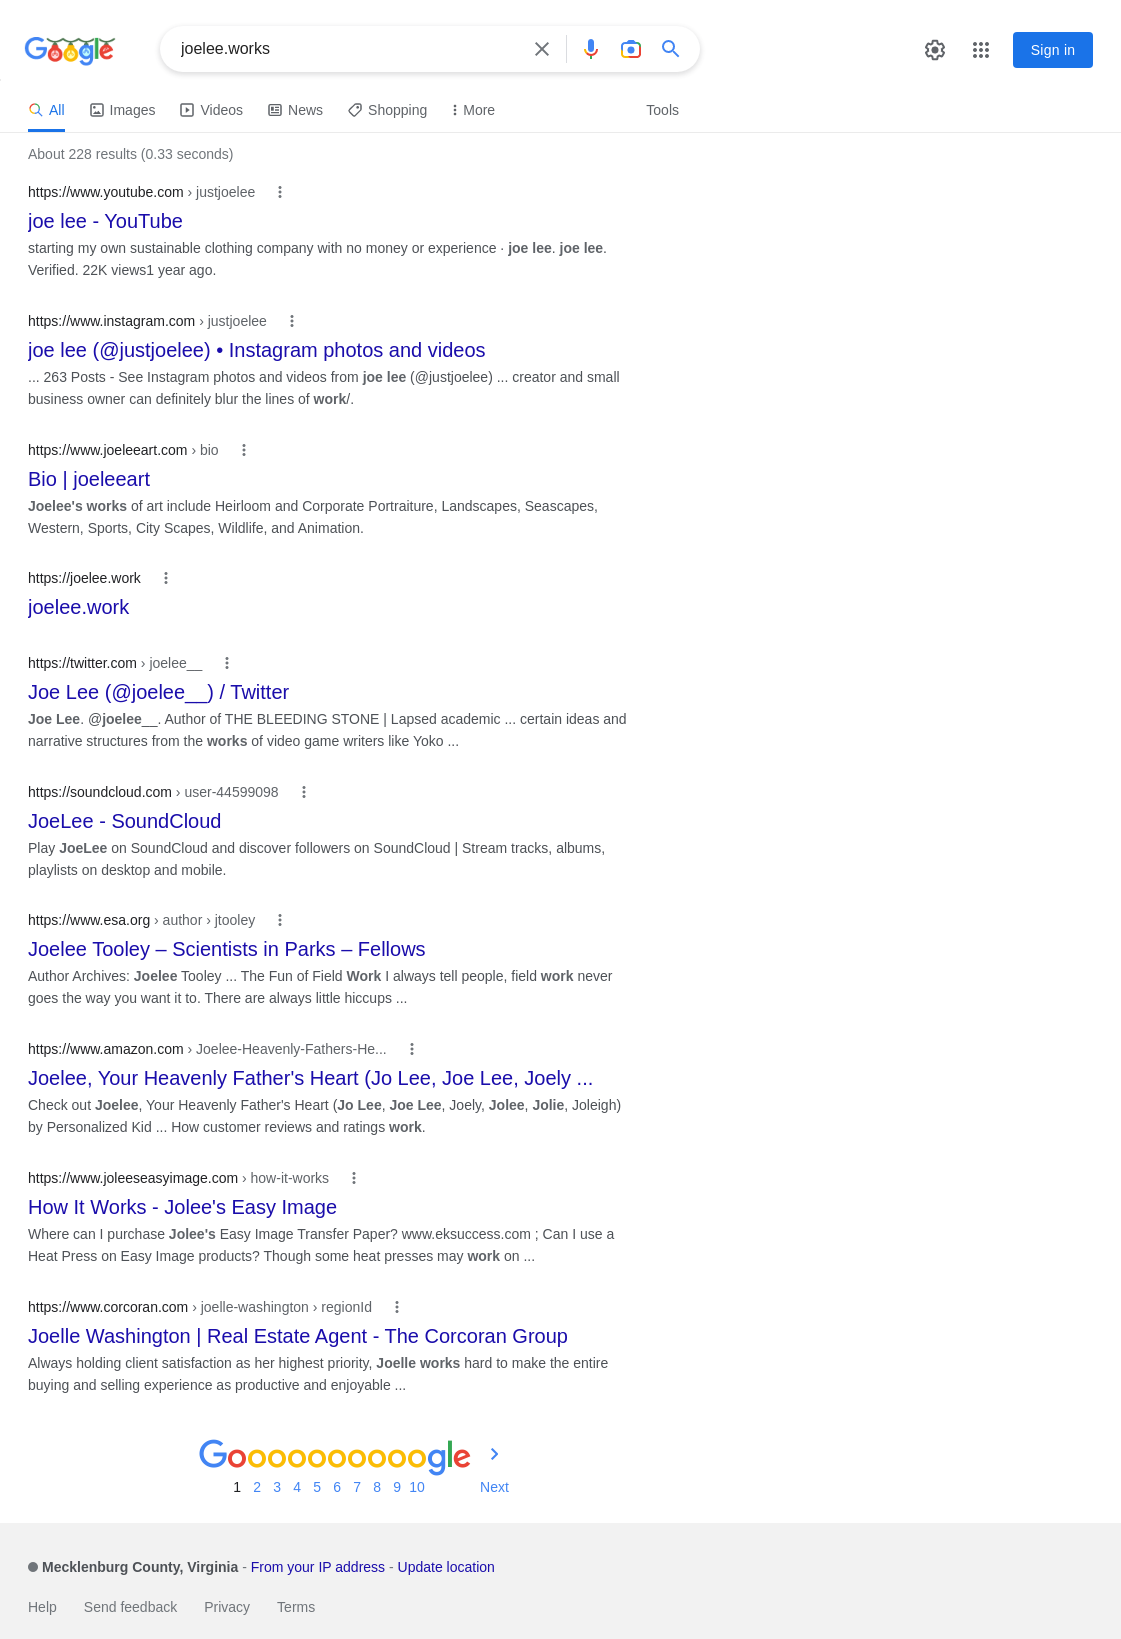 Google
joelee.works
Sign in
All
Images
Videos
News
Shopping
More
Tools
About 228 results (0.33 seconds)
https://www.youtube.com › justjoelee
joe lee - YouTube
starting my own sustainable clothing company with no money or experience · joe lee. joe lee.
Verified. 22K views1 year ago.
https://www.instagram.com › justjoelee
joe lee (@justjoelee) • Instagram photos and videos
... 263 Posts - See Instagram photos and videos from joe lee (@justjoelee) ... creator and small
business owner can definitely blur the lines of work/.
https://www.joeleeart.com › bio
Bio | joeleeart
Joelee's works of art include Heirloom and Corporate Portraiture, Landscapes, Seascapes,
Western, Sports, City Scapes, Wildlife, and Animation.
https://joelee.work
joelee.work
https://twitter.com › joelee__
Joe Lee (@joelee__) / Twitter
Joe Lee. @joelee__. Author of THE BLEEDING STONE | Lapsed academic ... certain ideas and
narrative structures from the works of video game writers like Yoko ...
https://soundcloud.com › user-44599098
JoeLee - SoundCloud
Play JoeLee on SoundCloud and discover followers on SoundCloud | Stream tracks, albums,
playlists on desktop and mobile.
https://www.esa.org › author › jtooley
Joelee Tooley – Scientists in Parks – Fellows
Author Archives: Joelee Tooley ... The Fun of Field Work I always tell people, field work never
goes the way you want it to. There are always little hiccups ...
https://www.amazon.com › Joelee-Heavenly-Fathers-He...
Joelee, Your Heavenly Father's Heart (Jo Lee, Joe Lee, Joely ...
Check out Joelee, Your Heavenly Father's Heart (Jo Lee, Joe Lee, Joely, Jolee, Jolie, Joleigh)
by Personalized Kid ... How customer reviews and ratings work.
https://www.joleeseasyimage.com › how-it-works
How It Works - Jolee's Easy Image
Where can I purchase Jolee's Easy Image Transfer Paper? www.eksuccess.com ; Can I use a
Heat Press on Easy Image products? Though some heat presses may work on ...
https://www.corcoran.com › joelle-washington › regionId
Joelle Washington | Real Estate Agent - The Corcoran Group
Always holding client satisfaction as her highest priority, Joelle works hard to make the entire
buying and selling experience as productive and enjoyable ...
Goooooooooogle
1 2 3 4 5 6 7 8 9 10 Next
Mecklenburg County, Virginia - From your IP address - Update location
Help Send feedback Privacy Terms